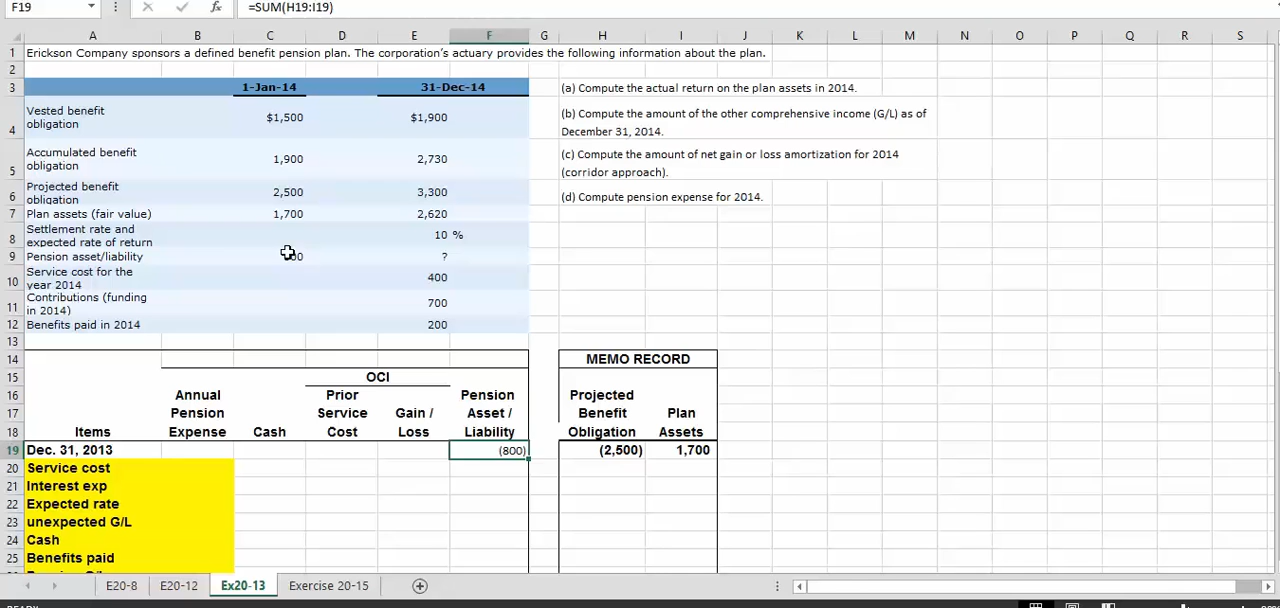 F19 =SUM(H19:I19)
A B C D E F G H I J K L M N O P Q R S
1 Erickson Company sponsors a defined benefit pension plan. The corporation's actuary provides the following information about the plan.
2
3 1-Jan-14 31-Dec-14 (a) Compute the actual return on the plan assets in 2014.
Vested benefit
4 obligation $1,500 $1,900 (b) Compute the amount of the other comprehensive income (G/L) as of
December 31, 2014.
Accumulated benefit
5 obligation 1,900 2,730 (c) Compute the amount of net gain or loss amortization for 2014
(corridor approach).
Projected benefit
6 obligation 2,500 3,300 (d) Compute pension expense for 2014.
7 Plan assets (fair value) 1,700 2,620
Settlement rate and
8 expected rate of return 10 %
9 Pension asset/liability ?
Service cost for the
10 year 2014 400
Contributions (funding
11 in 2014) 700
12 Benefits paid in 2014 200
13
14 MEMO RECORD
15 OCI
16 Annual Prior Pension Projected
17 Pension Service Gain / Asset / Benefit Plan
18 Items Expense Cash Cost Loss Liability Obligation Assets
19 Dec. 31, 2013 (800) (2,500) 1,700
20 Service cost
21 Interest exp
22 Expected rate
23 unexpected G/L
24 Cash
25 Benefits paid
E20-8 E20-12 Ex20-13 Exercise 20-15